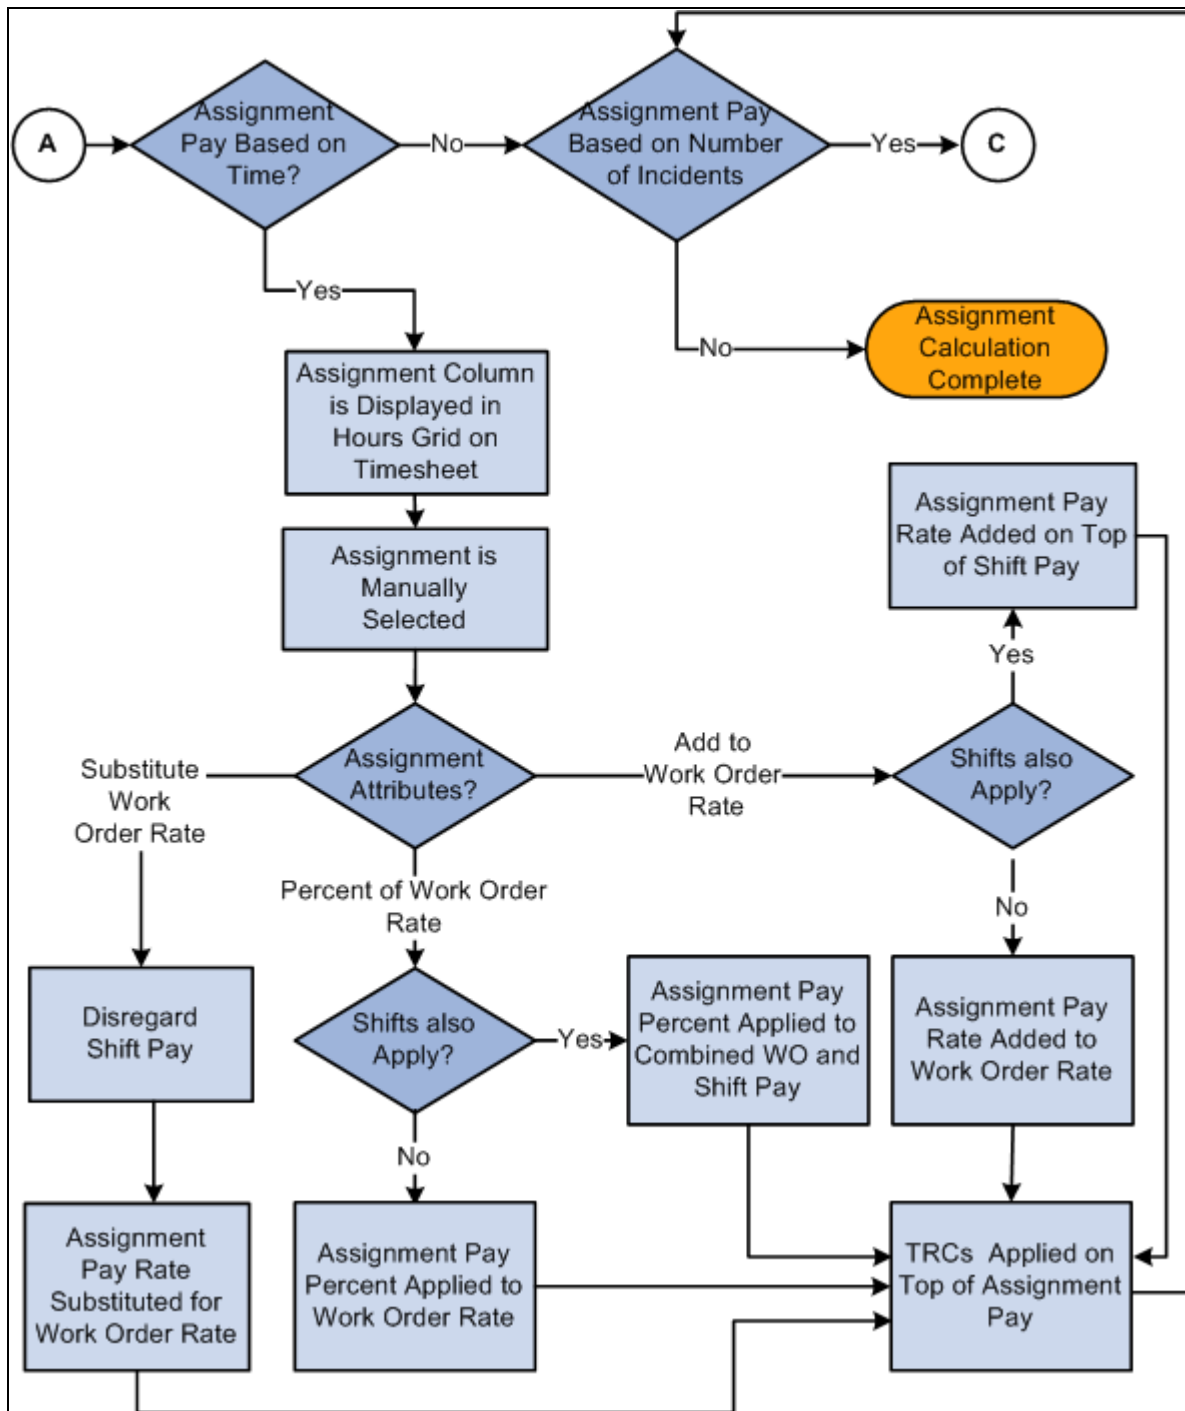 A
Assignment
Pay Based on
Time?
No
Assignment Pay
Based on Number
of Incidents
Yes
C
Yes
No
Assignment
Calculation
Complete
Assignment Column
is Displayed in
Hours Grid on
Timesheet
Assignment is
Manually
Selected
Assignment Pay
Rate Added on Top
of Shift Pay
Yes
Assignment
Attributes?
Substitute
Work
Order Rate
Add to
Work Order
Rate
Shifts also
Apply?
Percent of Work Order
Rate
No
Disregard
Shift Pay
Shifts also
Apply?
Yes
Assignment Pay
Percent Applied to
Combined WO and
Shift Pay
Assignment Pay
Rate Added to
Work Order Rate
No
Assignment
Pay Rate
Substituted for
Work Order Rate
Assignment Pay
Percent Applied to
Work Order Rate
TRCs Applied on
Top of Assignment
Pay